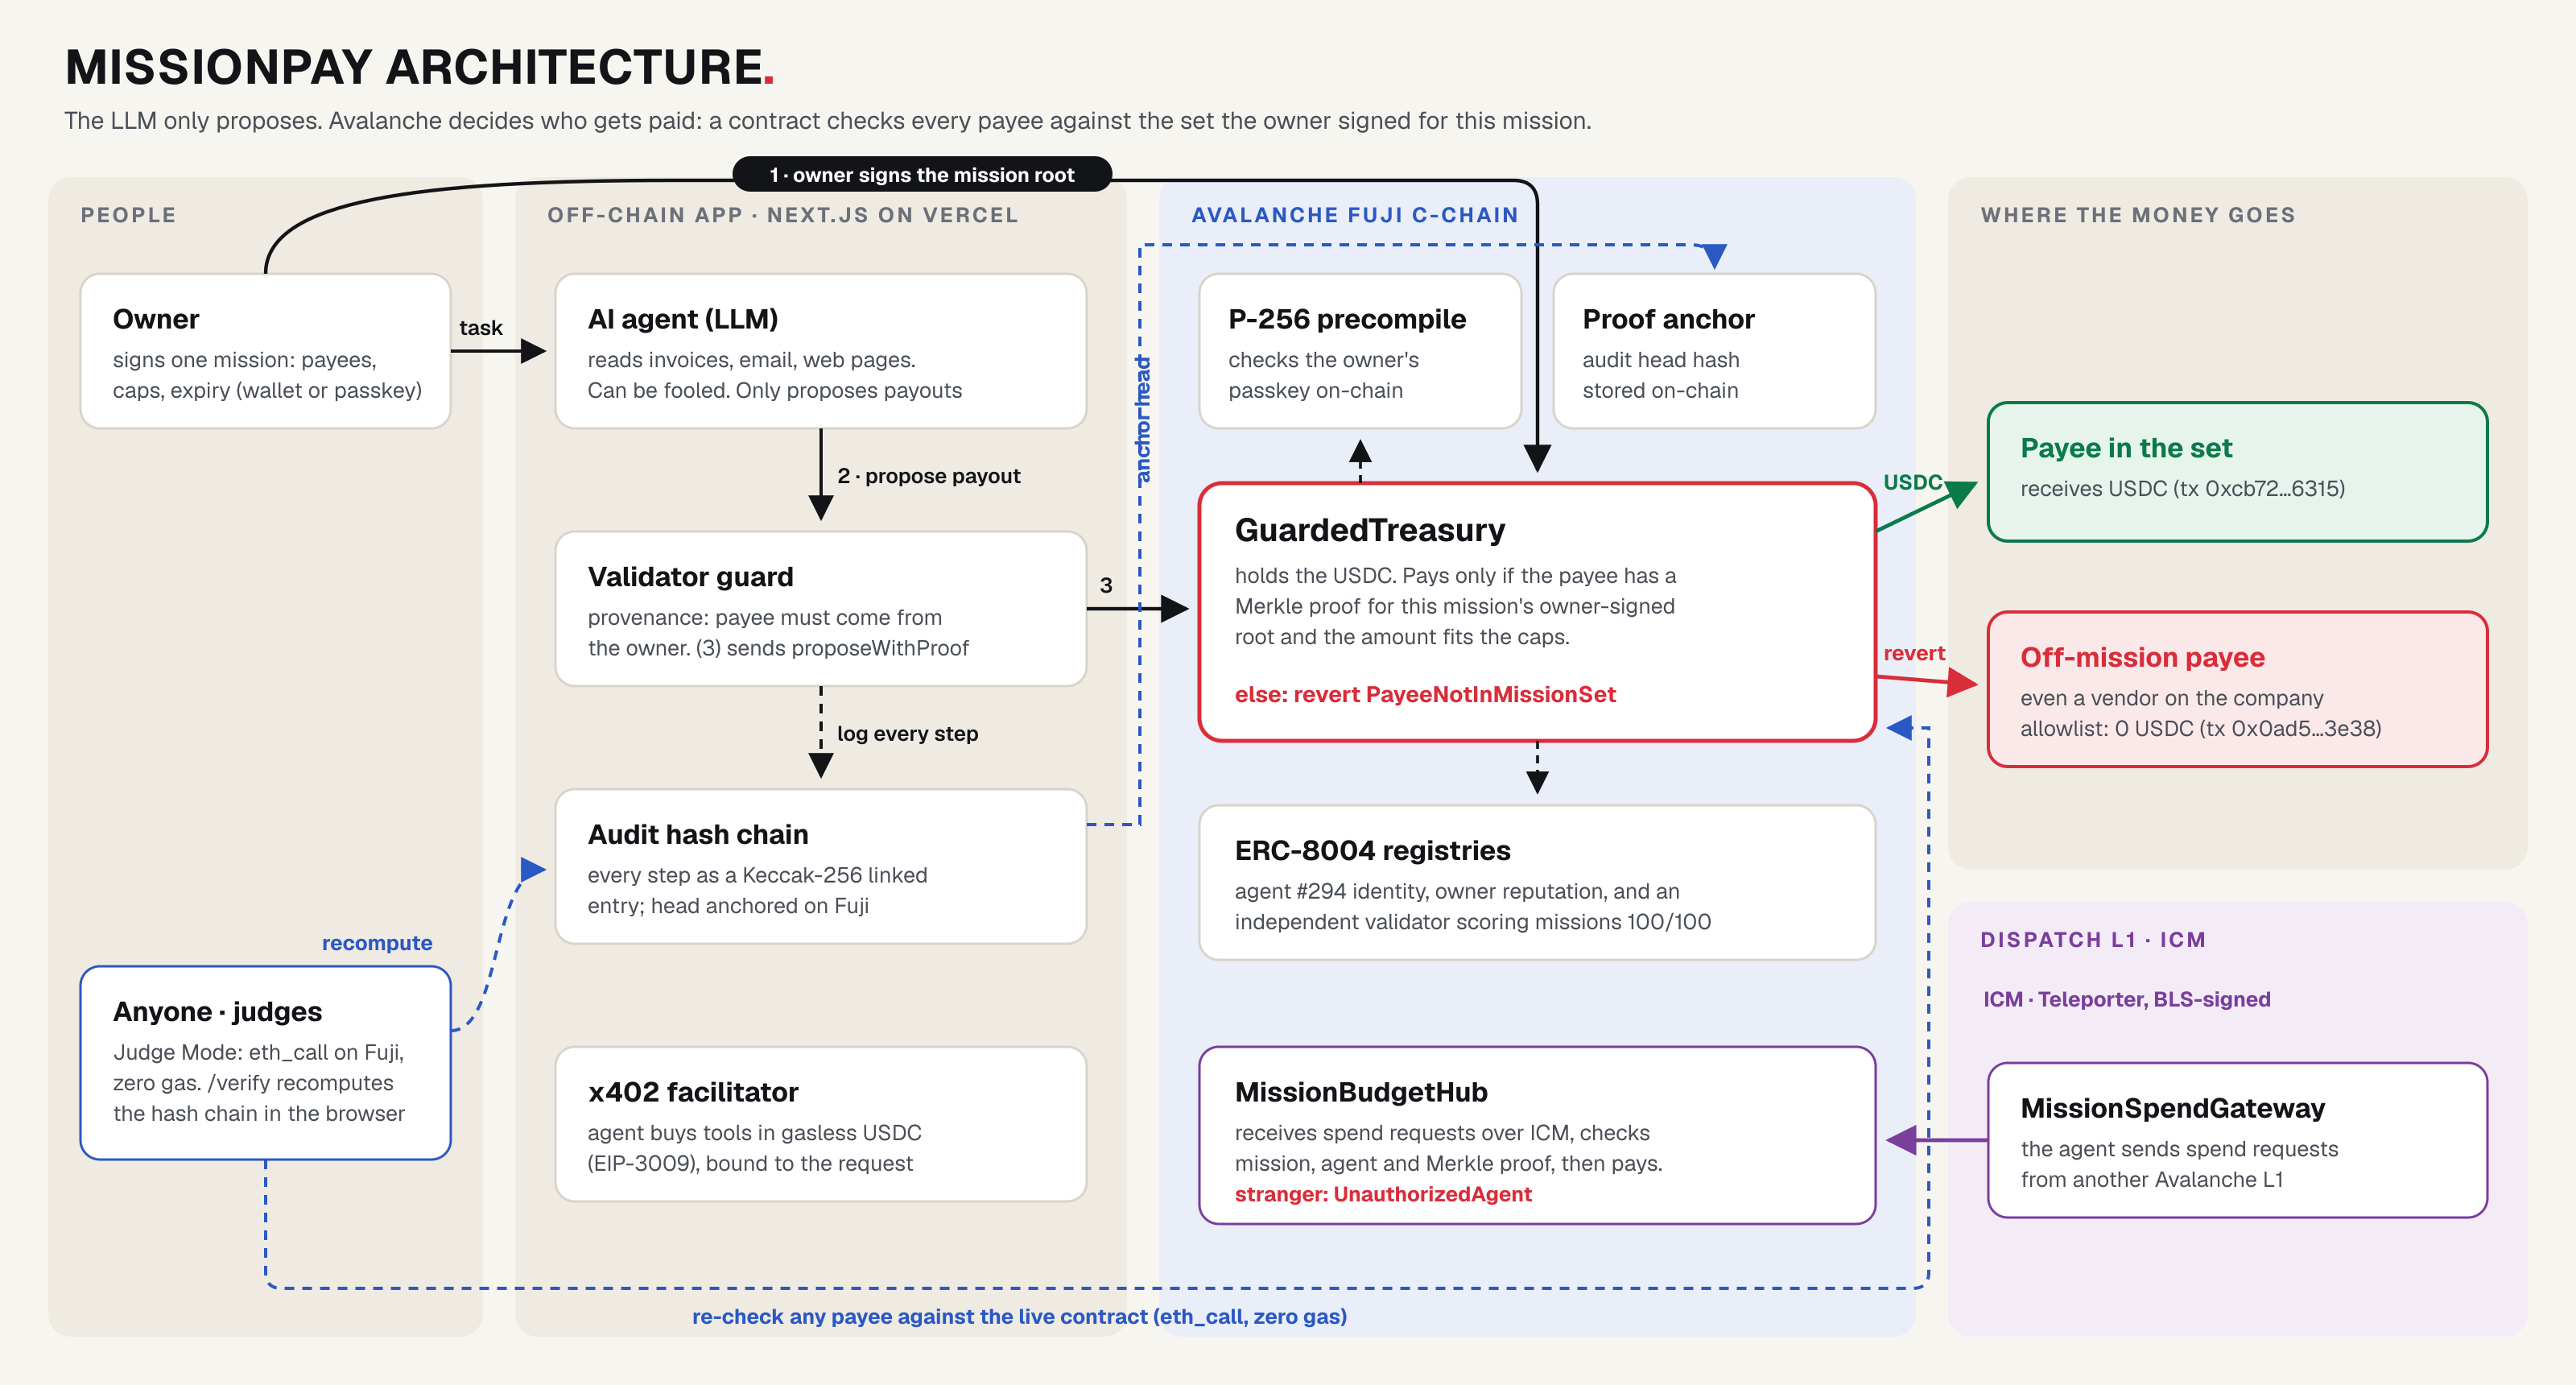 MISSIONPAY ARCHITECTURE.
The LLM only proposes. Avalanche decides who gets paid: a contract checks every payee against the set the owner signed for this mission.
1 · owner signs the mission root
PEOPLE
Owner
signs one mission: payees,
caps, expiry (wallet or passkey)
task
recompute
Anyone · judges
Judge Mode: eth_call on Fuji,
zero gas. /verify recomputes
the hash chain in the browser
OFF-CHAIN APP · NEXT.JS ON VERCEL
AI agent (LLM)
reads invoices, email, web pages.
Can be fooled. Only proposes payouts
2 · propose payout
Validator guard
provenance: payee must come from
the owner. (3) sends proposeWithProof
3
log every step
Audit hash chain
every step as a Keccak-256 linked
entry; head anchored on Fuji
anchor head
x402 facilitator
agent buys tools in gasless USDC
(EIP-3009), bound to the request
AVALANCHE FUJI C-CHAIN
P-256 precompile
checks the owner's
passkey on-chain
Proof anchor
audit head hash
stored on-chain
GuardedTreasury
holds the USDC. Pays only if the payee has a
Merkle proof for this mission's owner-signed
root and the amount fits the caps.
else: revert PayeeNotInMissionSet
ERC-8004 registries
agent #294 identity, owner reputation, and an
independent validator scoring missions 100/100
MissionBudgetHub
receives spend requests over ICM, checks
mission, agent and Merkle proof, then pays.
stranger: UnauthorizedAgent
WHERE THE MONEY GOES
USDC
Payee in the set
receives USDC (tx 0xcb72...6315)
revert
Off-mission payee
even a vendor on the company
allowlist: 0 USDC (tx 0x0ad5...3e38)
DISPATCH L1 · ICM
ICM · Teleporter, BLS-signed
MissionSpendGateway
the agent sends spend requests
from another Avalanche L1
re-check any payee against the live contract (eth_call, zero gas)